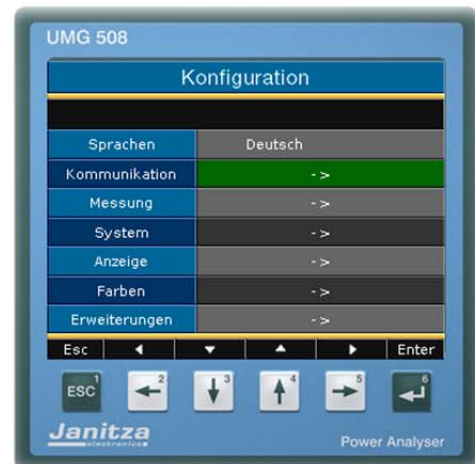 UMG 508
Konfiguration
Sprachen Deutsch
Kommunikation ->
Messung ->
System ->
Anzeige ->
Farben ->
Erweiterungen ->
Esc ◄ ▼ ▲ ► Enter
ESC 1 ← 2 ↓ 3 ↑ 4 → 5 ↵ 6
Janitza
electronics
Power Analyser